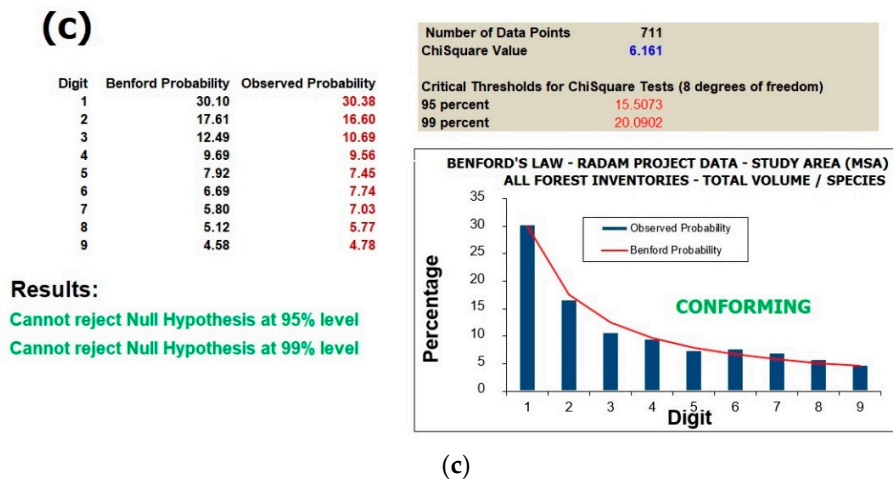 (c)
Digit Benford Probability Observed Probability
1 30.10 30.38
2 17.61 16.60
3 12.49 10.69
4 9.69 9.56
5 7.92 7.45
6 6.69 7.74
7 5.80 7.03
8 5.12 5.77
9 4.58 4.78
Results:
Cannot reject Null Hypothesis at 95% level
Cannot reject Null Hypothesis at 99% level
Number of Data Points 711
ChiSquare Value 6.161
Critical Thresholds for ChiSquare Tests (8 degrees of freedom)
95 percent 15.5073
99 percent 20.0902
BENFORD'S LAW - RADAM PROJECT DATA - STUDY AREA (MSA)
ALL FOREST INVENTORIES - TOTAL VOLUME / SPECIES
Percentage
35
30
25
20
15
10
5
0
Observed Probability
Benford Probability
CONFORMING
1 2 3 4 5 6 7 8 9
Digit
(c)